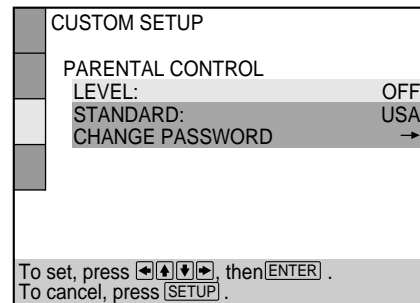 CUSTOM SETUP
PARENTAL CONTROL
LEVEL: OFF
STANDARD: USA
CHANGE PASSWORD →
To set, press ←↑↓→, then ENTER .
To cancel, press SETUP .